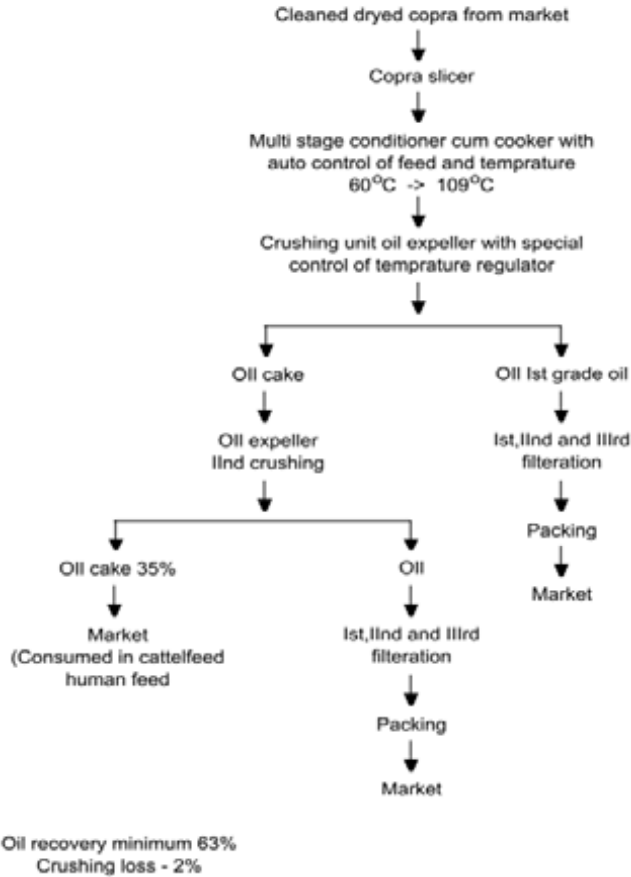 Cleaned dryed copra from market
Copra slicer
Multi stage conditioner cum cooker with
auto control of feed and temprature
60°C -> 109°C
Crushing unit oil expeller with special
control of temprature regulator
OIl cake
OIl Ist grade oil
OIl expeller
IInd crushing
Ist,IInd and IIIrd
filteration
Packing
Market
OIl cake 35%
OIl
Market
(Consumed in cattelfeed
human feed
Ist,IInd and IIIrd
filteration
Packing
Market
Oil recovery minimum 63%
Crushing loss - 2%